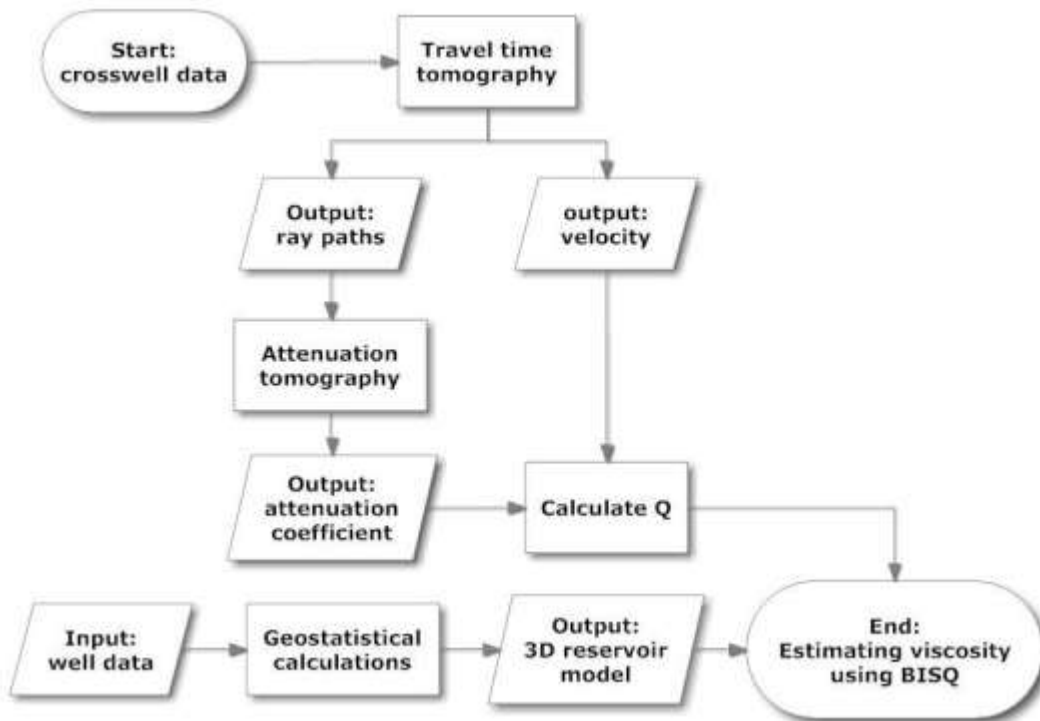 Start:
crosswell data
Travel time
tomography
Output:
ray paths
output:
velocity
Attenuation
tomography
Output:
attenuation
coefficient
Calculate Q
Input:
well data
Geostatistical
calculations
Output:
3D reservoir
model
End:
Estimating viscosity
using BISQ